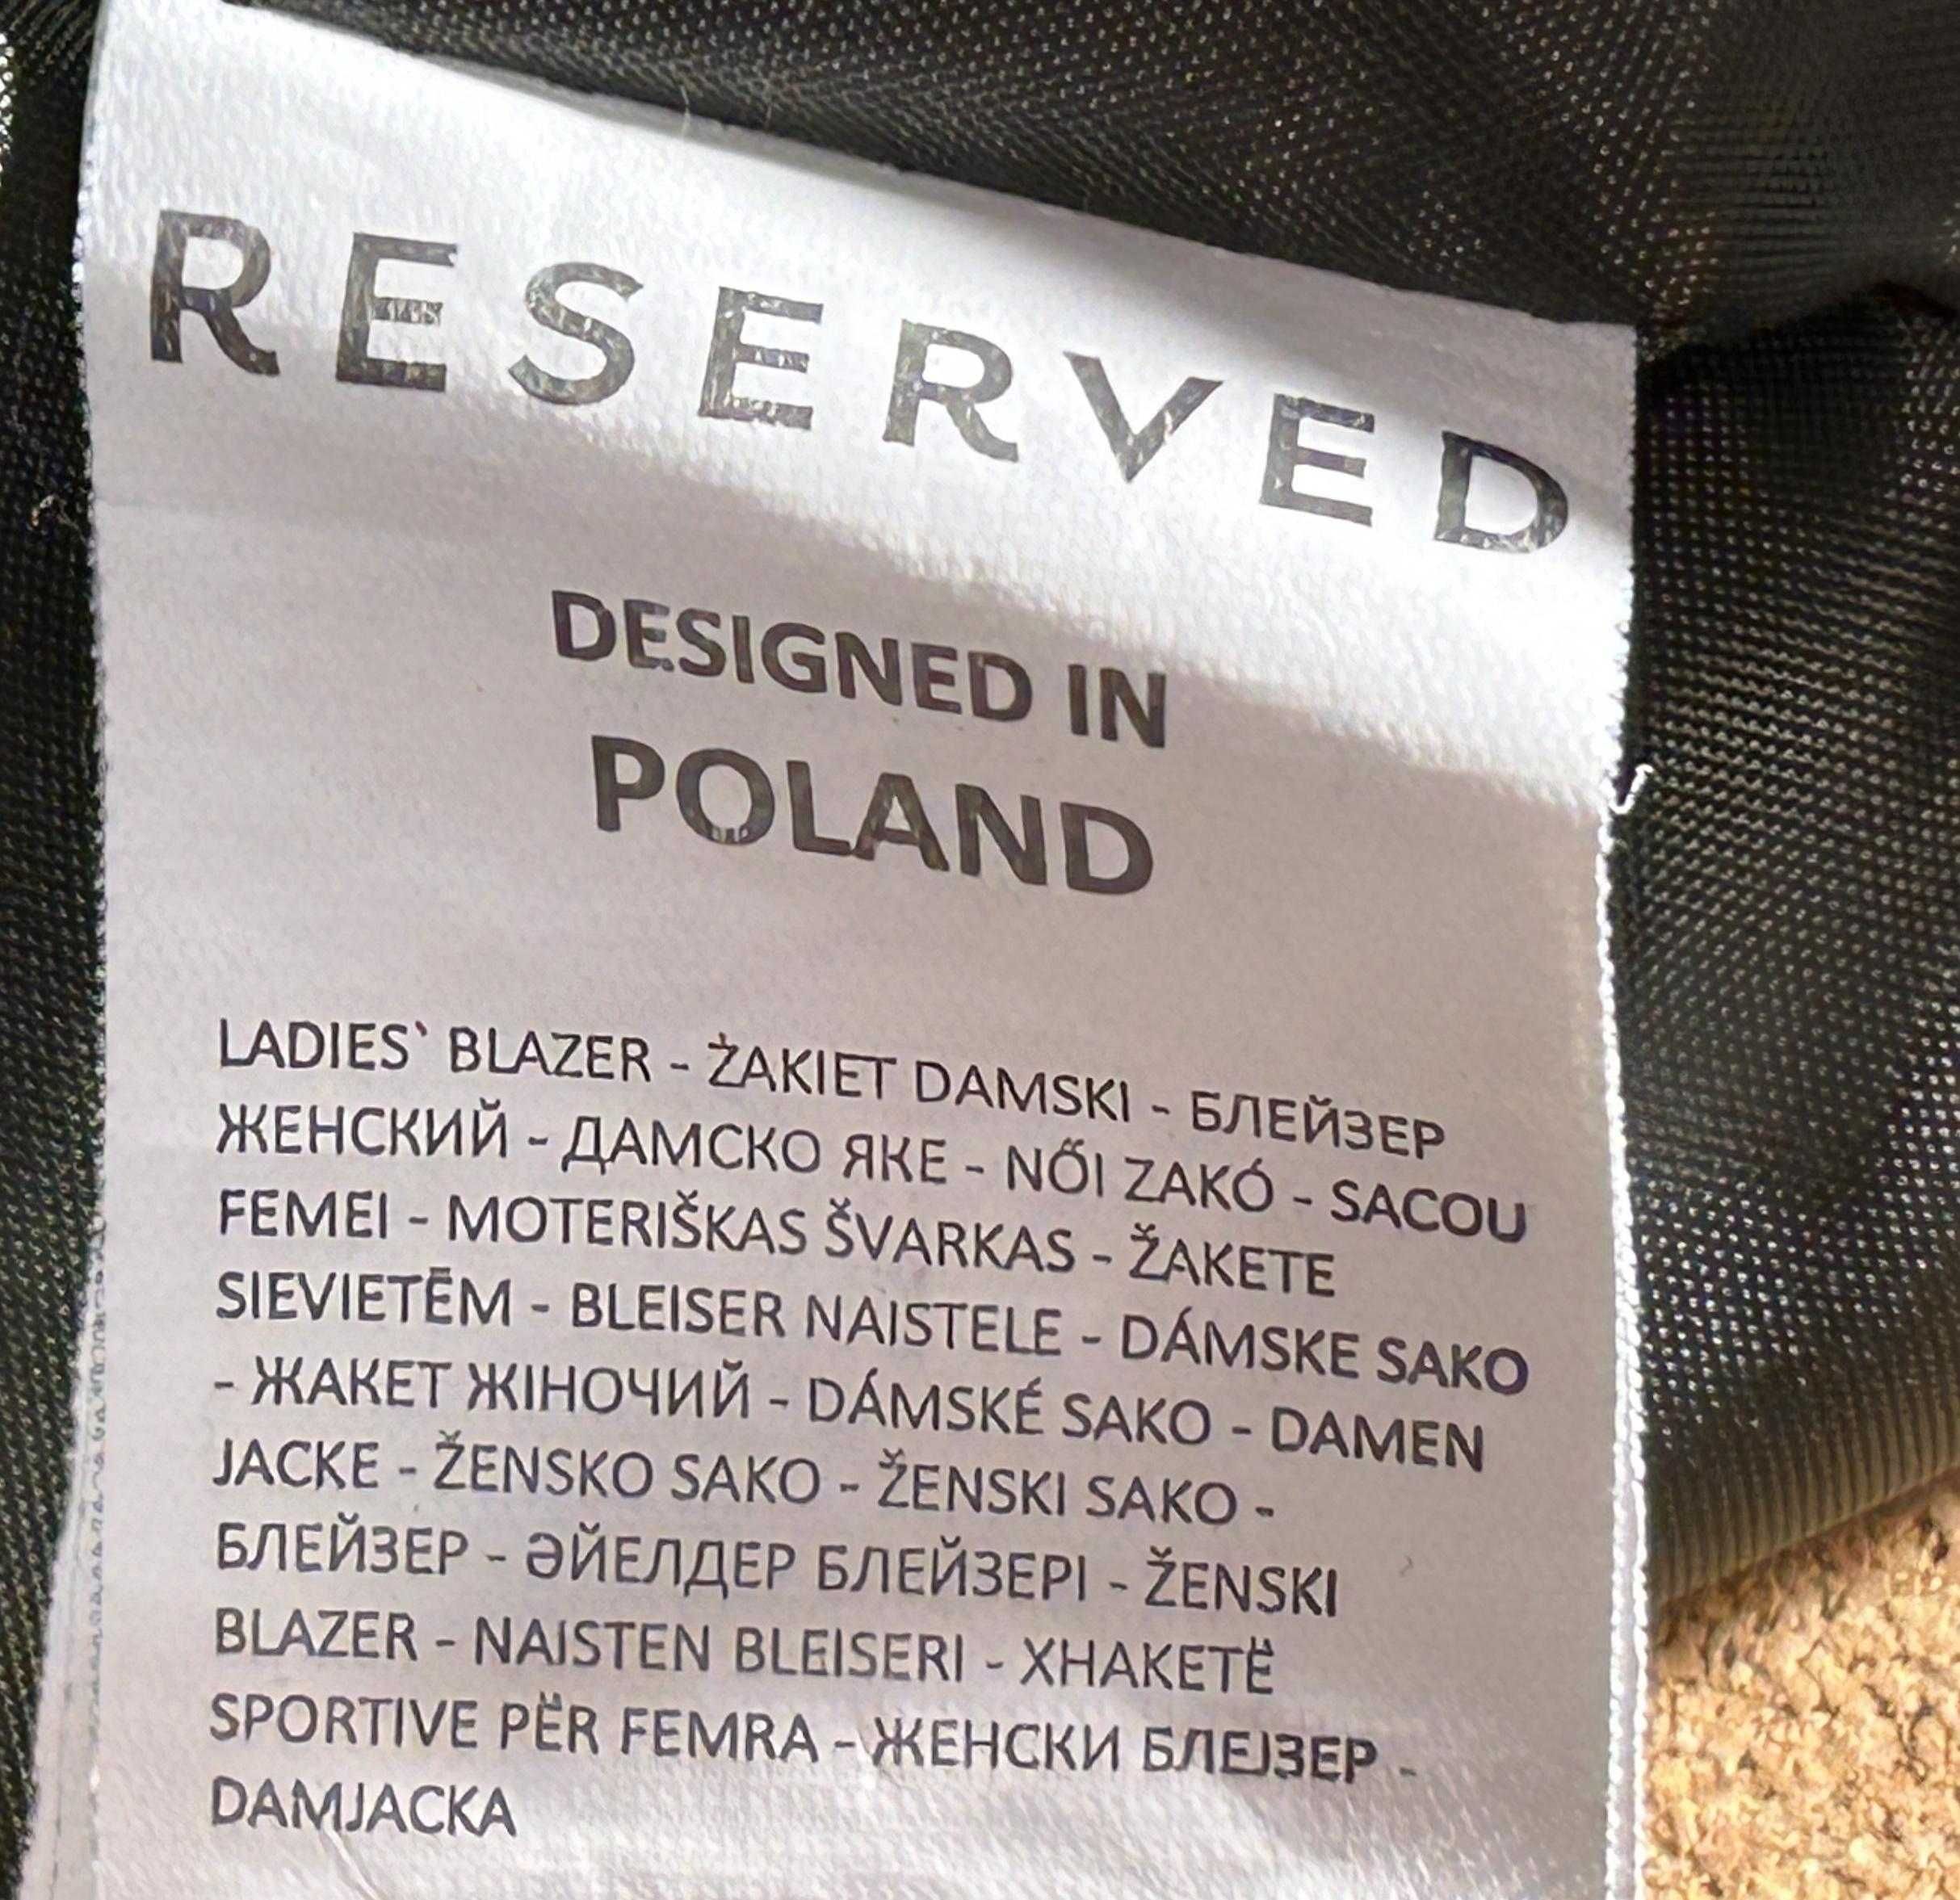 RESERVED
DESIGNED IN
POLAND
LADIES` BLAZER - ŻAKIET DAMSKI - БЛЕЙЗЕР
ЖЕНСКИЙ - ДАМСКО ЯКЕ - NŐI ZAKÓ - SACOU
FEMEI - MOTERIŠKAS ŠVARKAS - ŽAKETE
SIEVIETĒM - BLEISER NAISTELE - DÁMSKE SAKO
- ЖАКЕТ ЖІНОЧИЙ - DÁMSKÉ SAKO - DAMEN
JACKE - ŽENSKO SAKO - ŽENSKI SAKO -
БЛЕЙЗЕР - ӘЙЕЛДЕР БЛЕЙЗЕРІ - ŽENSKI
BLAZER - NAISTEN BLEISERI - XHAKETË
SPORTIVE PËR FEMRA - ЖЕНСКИ БЛЕЈЗЕР -
DAMJACKA